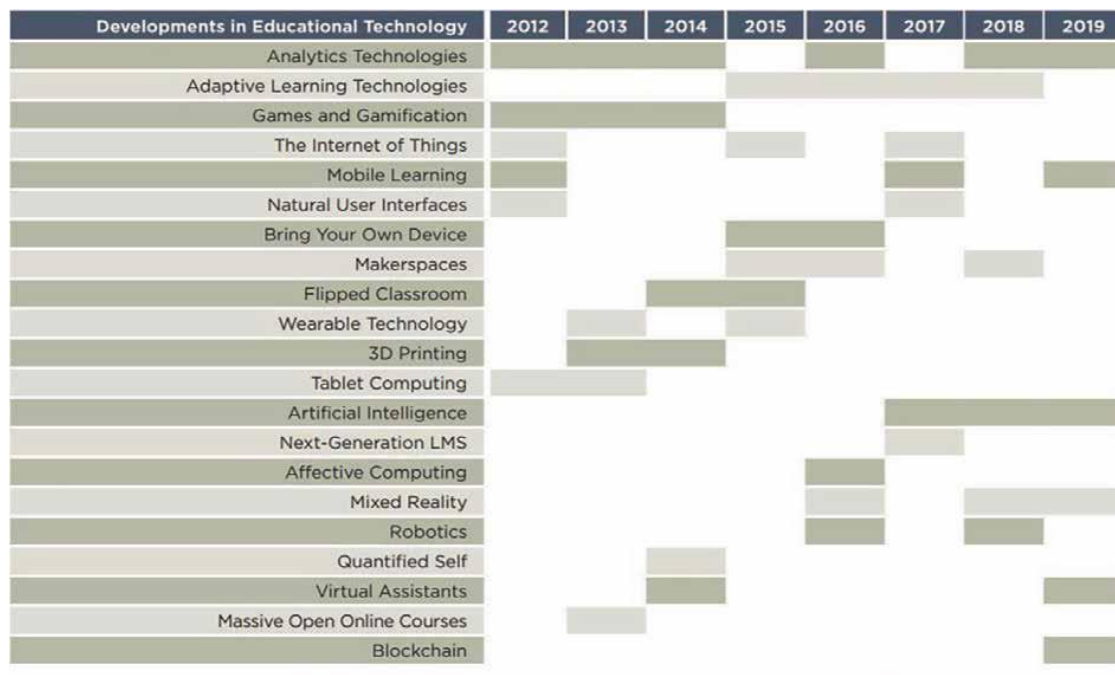 Developments in Educational Technology 2012 2013 2014 2015 2016 2017 2018 2019
Analytics Technologies
Adaptive Learning Technologies
Games and Gamification
The Internet of Things
Mobile Learning
Natural User Interfaces
Bring Your Own Device
Makerspaces
Flipped Classroom
Wearable Technology
3D Printing
Tablet Computing
Artificial Intelligence
Next-Generation LMS
Affective Computing
Mixed Reality
Robotics
Quantified Self
Virtual Assistants
Massive Open Online Courses
Blockchain